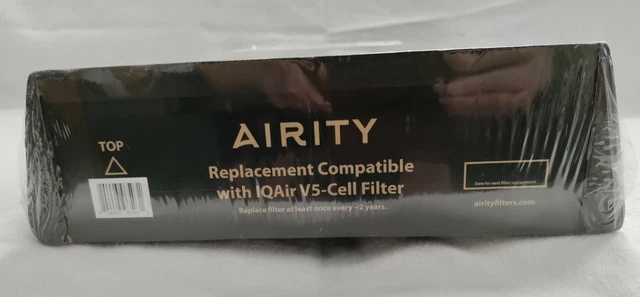 AIRITY
TOP
Replacement Compatible
with IQAir V5-Cell Filter
Replace filter at least once every ~2 years.
Date for next filter replacement
airityfilters.com